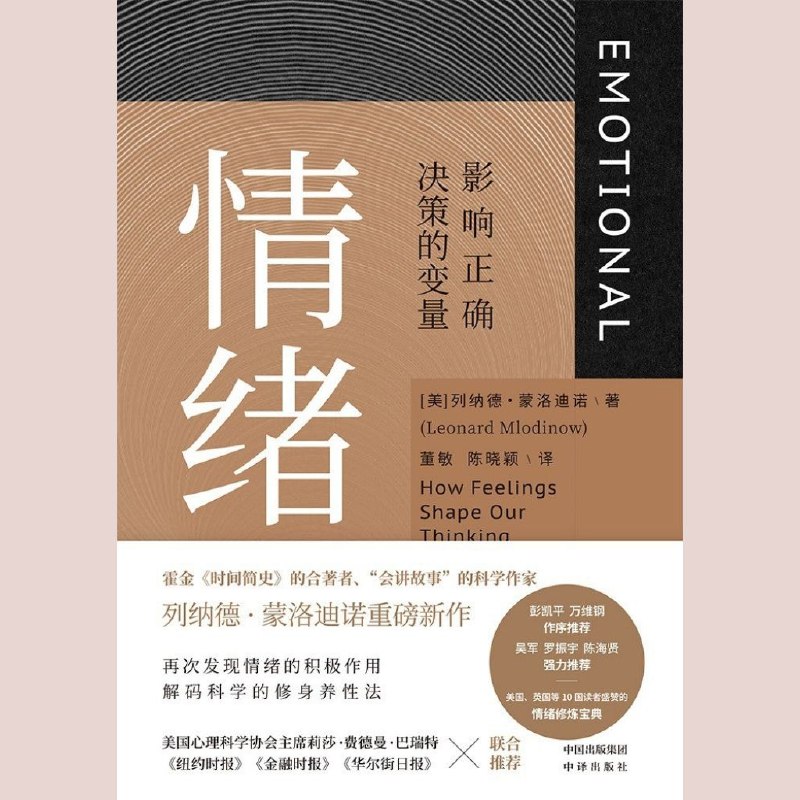 EMOTIONAL
情绪
影响正确
决策的变量
[美]列纳德·蒙洛迪诺\著
(Leonard Mlodinow)
董敏 陈晓颖\译
How Feelings
Shape Our
Thinking
霍金《时间简史》的合著者、“会讲故事”的科学作家
列纳德·蒙洛迪诺重磅新作
再次发现情绪的积极作用
解码科学的修身养性法
美国心理科学协会主席莉莎·费德曼·巴瑞特
《纽约时报》《金融时报》《华尔街日报》
联合
推荐
彭凯平 万维钢
作序推荐
吴军 罗振宇 陈海贤
强力推荐
美国、英国等10国读者盛赞的
情绪修炼宝典
中国出版集团
中译出版社